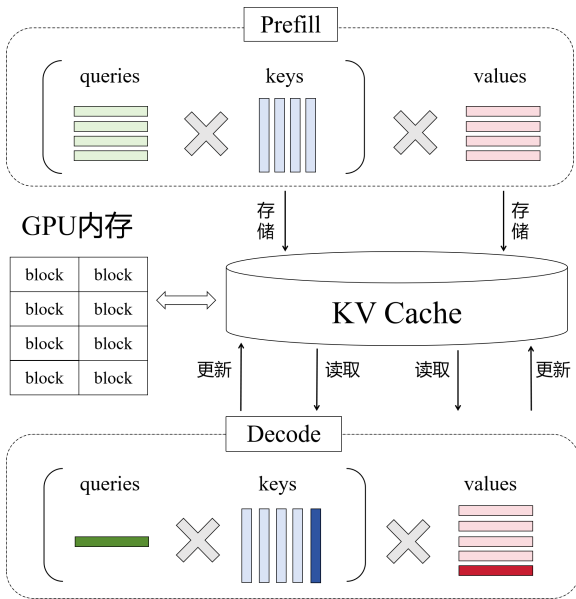 Prefill
queries keys values
存储 存储
GPU内存
block block
block block
block block
block block
KV Cache
更新 读取 读取 更新
Decode
queries keys values